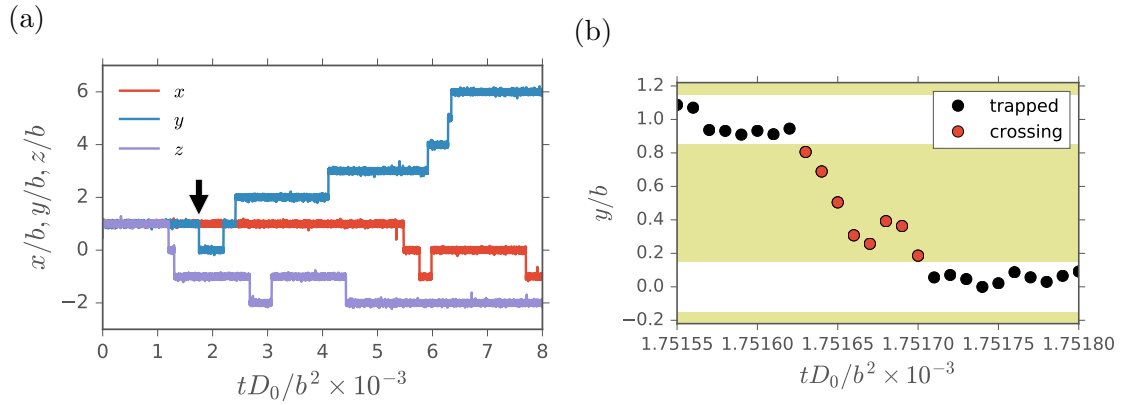 (a)
x/b, y/b, z/b
6
4
2
0
−2
x
y
z
0 1 2 3 4 5 6 7 8
tD₀/b² × 10⁻³
(b)
y/b
1.2
1.0
0.8
0.6
0.4
0.2
0.0
−0.2
trapped
crossing
1.75155 1.75160 1.75165 1.75170 1.75175 1.75180
tD₀/b² × 10⁻³